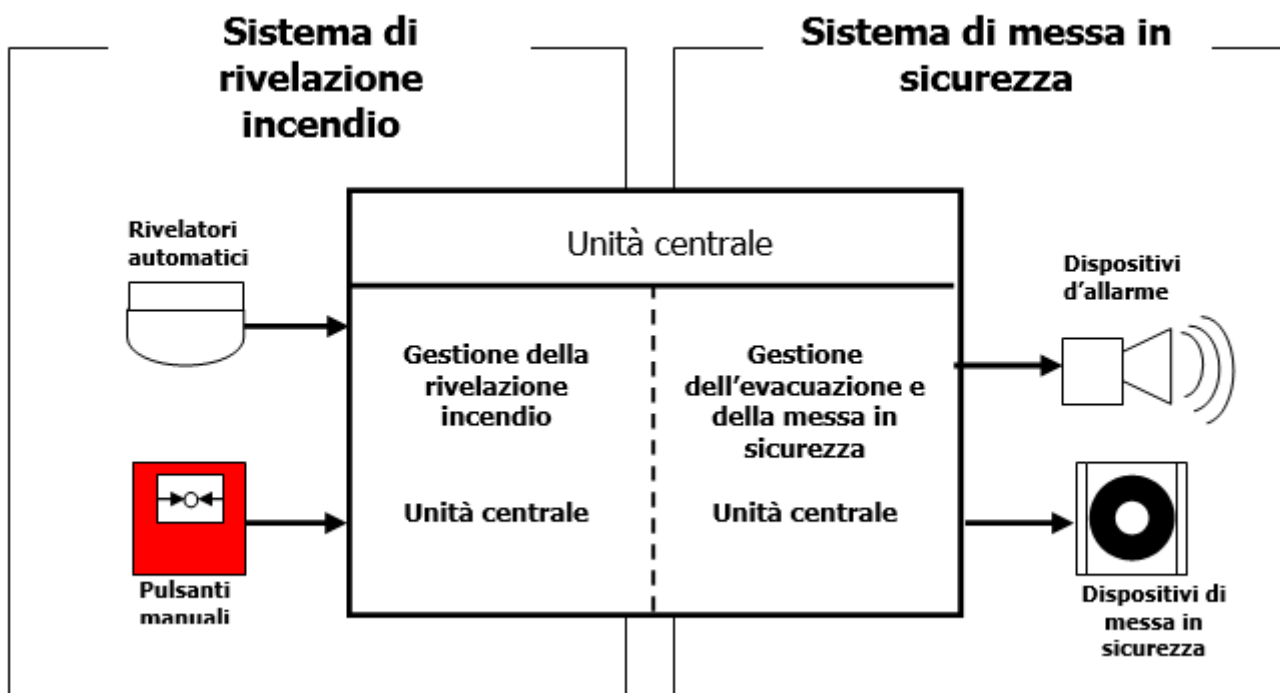 Sistema di
rivelazione
incendio
Sistema di messa in
sicurezza
Rivelatori
automatici
Unità centrale
Dispositivi
d'allarme
Gestione della
rivelazione
incendio
Gestione
dell'evacuazione e
della messa in
sicurezza
Unità centrale
Unità centrale
Pulsanti
manuali
Dispositivi di
messa in
sicurezza